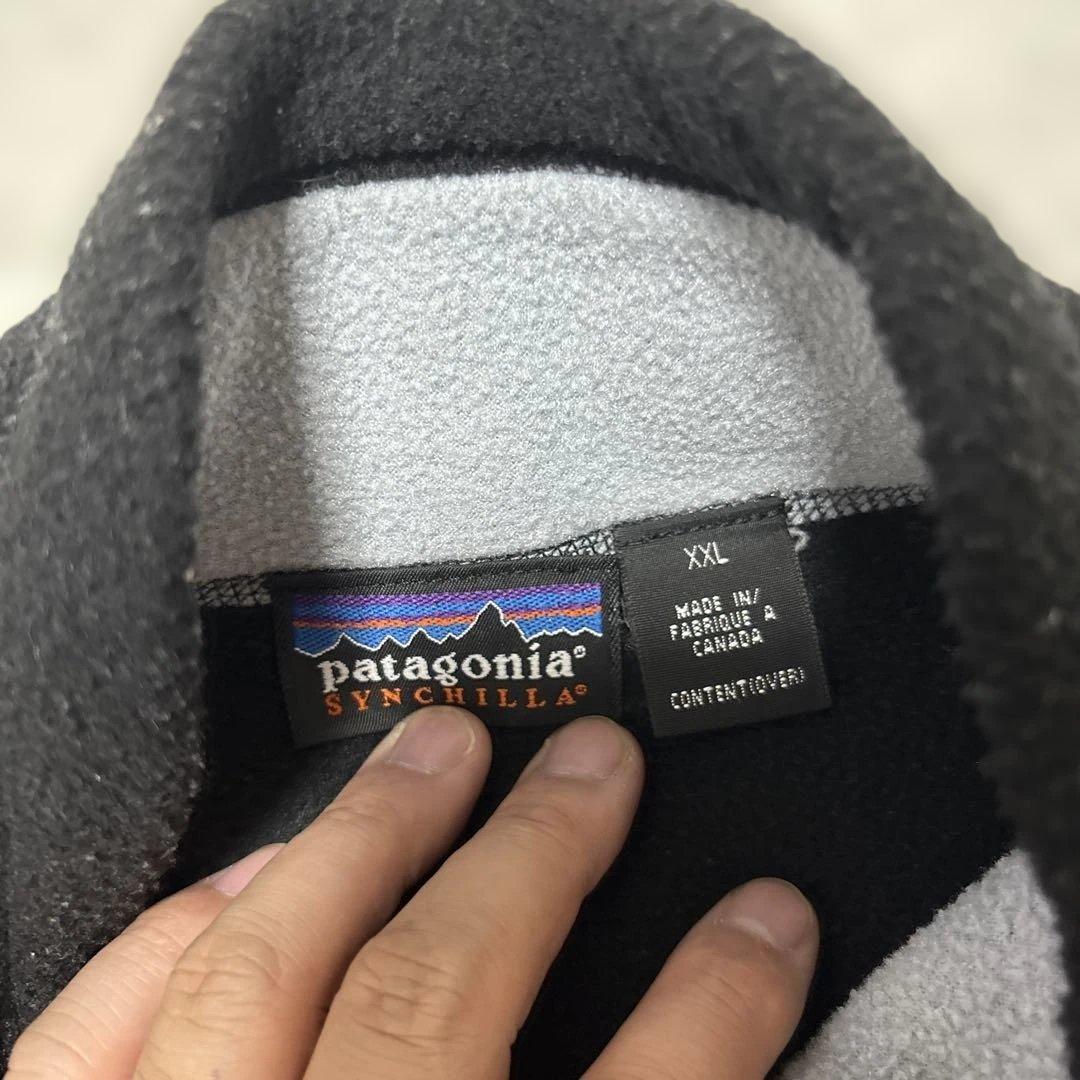 patagonia®
SYNCHILLA®
XXL
MADE IN/
FABRIQUE A
CANADA
CONTENT(OVER)